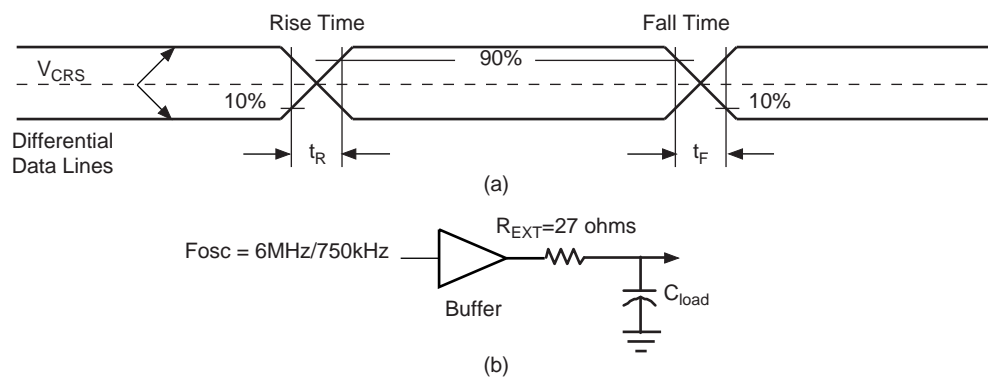 Rise Time
Fall Time
VCRS
90%
10%
10%
Differential
Data Lines
tR
tF
(a)
REXT=27 ohms
Fosc = 6MHz/750kHz
Buffer
Cload
(b)